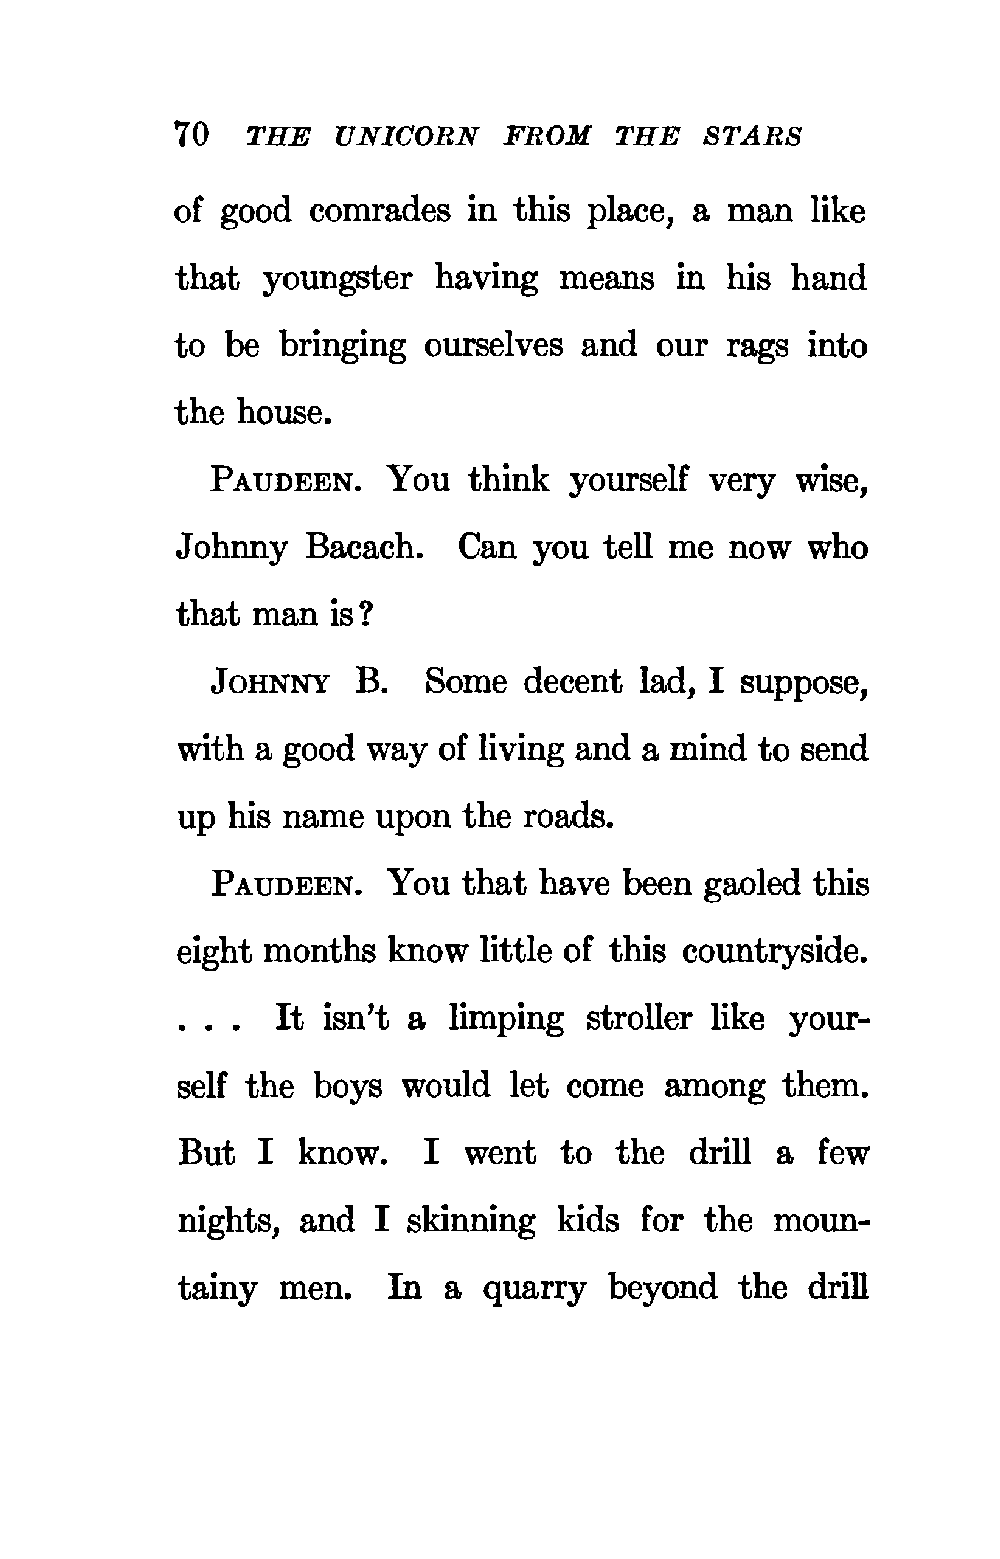 70 THE UNICORN FROM THE STARS
of good comrades in this place, a man like
that youngster having means in his hand
to be bringing ourselves and our rags into
the house.
PAUDEEN. You think yourself very wise,
Johnny Bacach. Can you tell me now who
that man is?
JOHNNY B. Some decent lad, I suppose,
with a good way of living and a mind to send
up his name upon the roads.
PAUDEEN. You that have been gaoled this
eight months know little of this countryside.
. . . It isn't a limping stroller like your-
self the boys would let come among them.
But I know. I went to the drill a few
nights, and I skinning kids for the moun-
tainy men. In a quarry beyond the drill